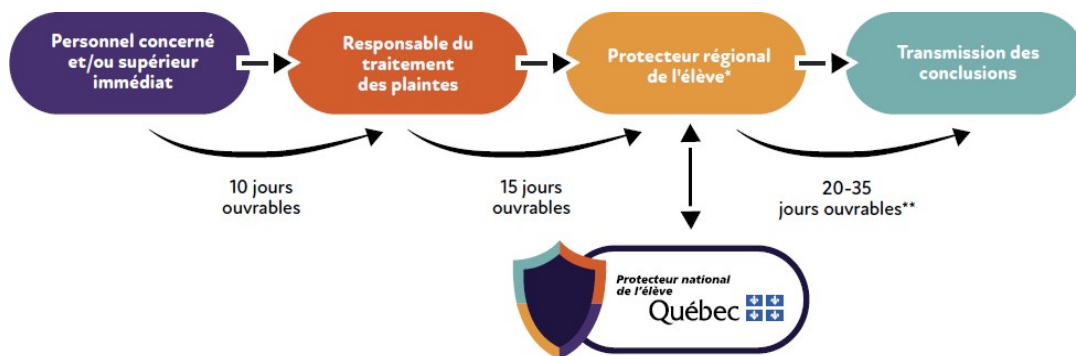 Personnel concerné
et/ou supérieur
immédiat
Responsable du
traitement
des plaintes
Protecteur régional
de l'élève*
Transmission des
conclusions
10 jours
ouvrables
15 jours
ouvrables
20-35
jours ouvrables**
Protecteur national
de l'élève
Québec